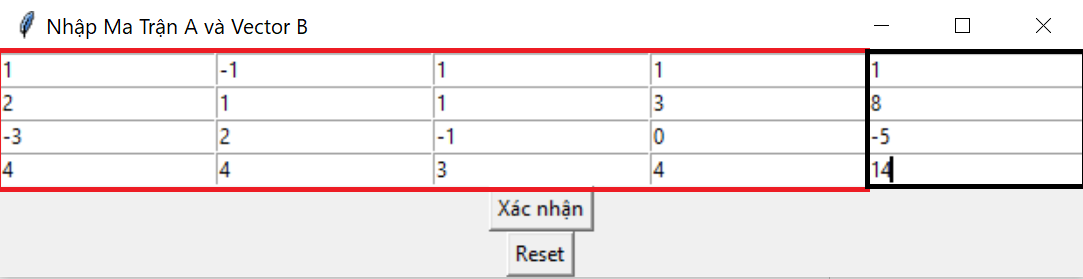 Nhập Ma Trận A và Vector B
1 -1 1 1 1
2 1 1 3 8
-3 2 -1 0 -5
4 4 3 4 14
Xác nhận
Reset